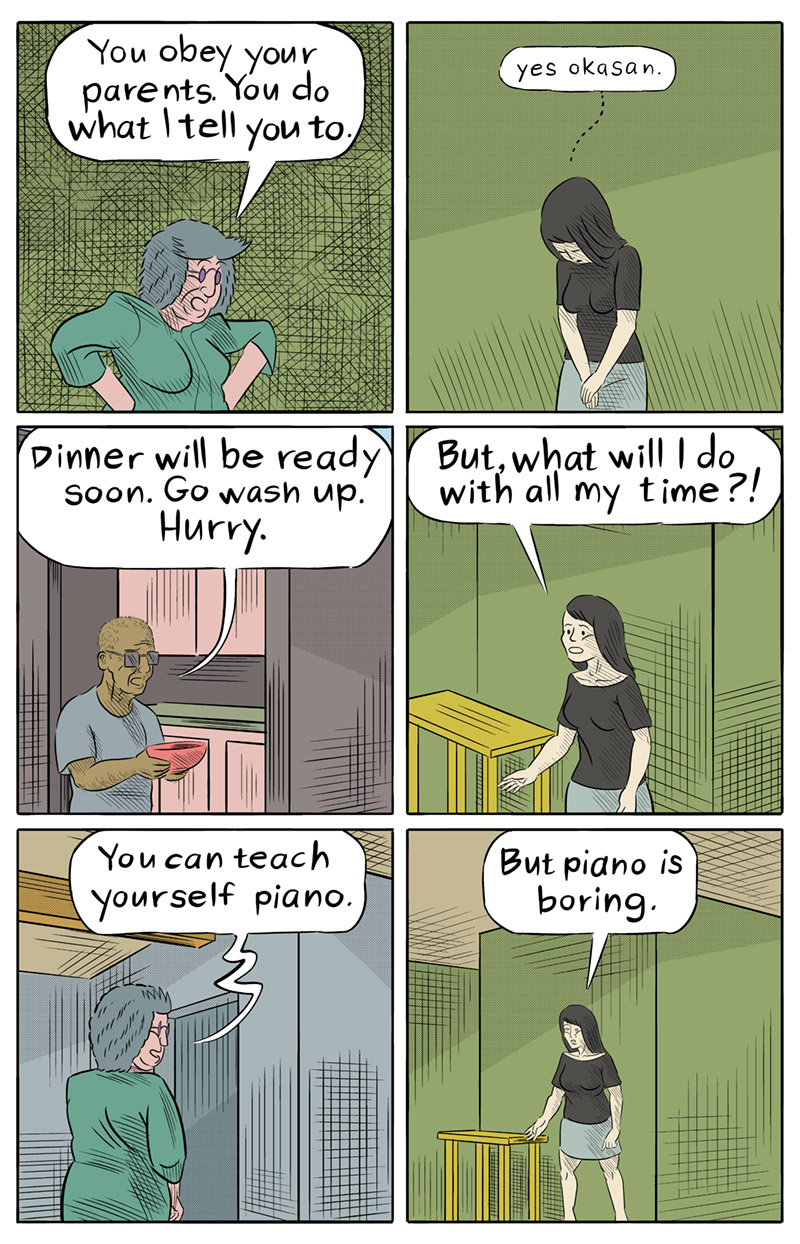 You obey your
parents. You do
what I tell you to.
yes okasan.
Dinner will be ready
soon. Go wash up.
Hurry.
But, what will I do
with all my time?!
You can teach
yourself piano.
But piano is
boring.